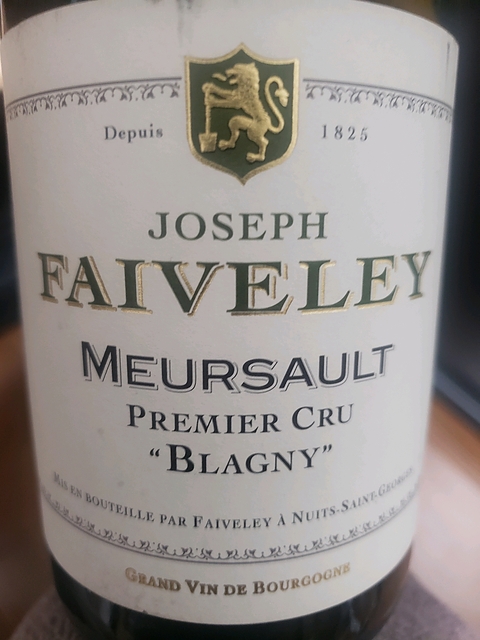 Depuis 1825
JOSEPH
FAIVELEY
MEURSAULT
PREMIER CRU
“BLAGNY”
MIS EN BOUTEILLE PAR FAIVELEY À NUITS-SAINT-GEORGES
GRAND VIN DE BOURGOGNE